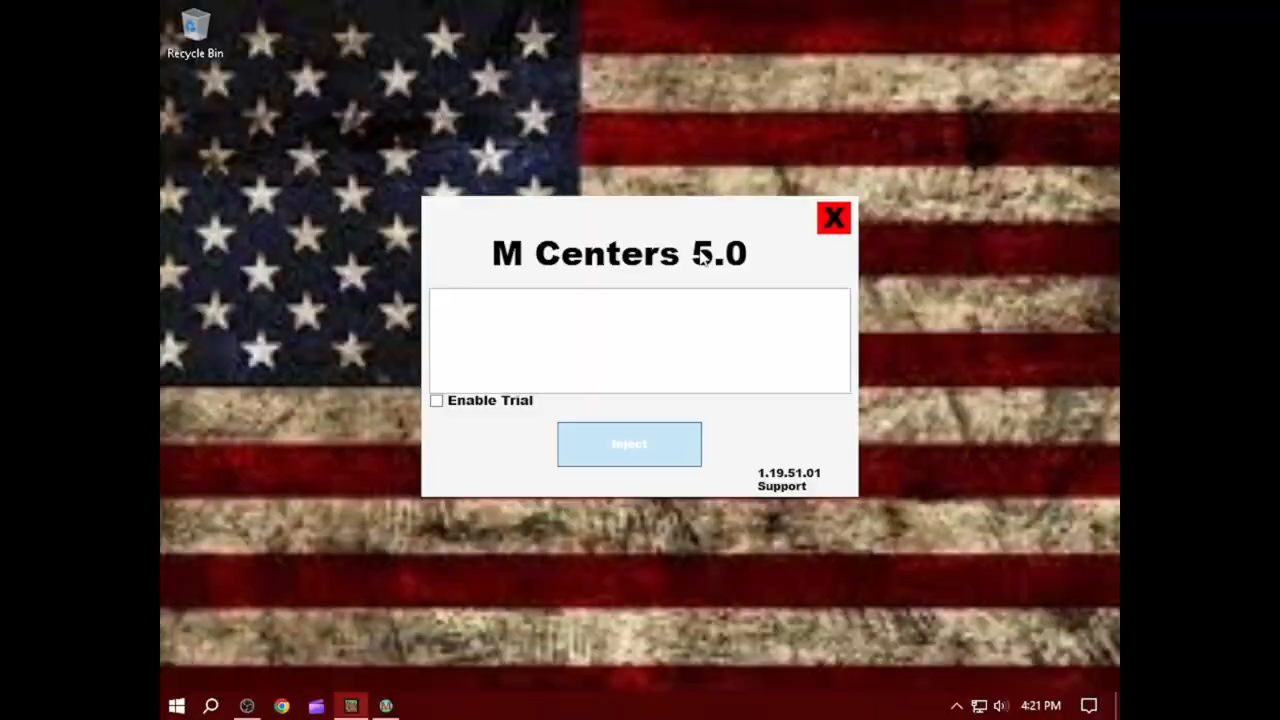 Recycle Bin
X
M Centers 5.0
Enable Trial
Inject
1.19.51.01
Support
4:21 PM